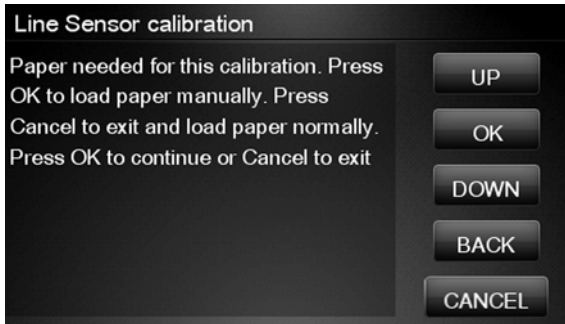 Line Sensor calibration
Paper needed for this calibration. Press
OK to load paper manually. Press
Cancel to exit and load paper normally.
Press OK to continue or Cancel to exit
UP
OK
DOWN
BACK
CANCEL